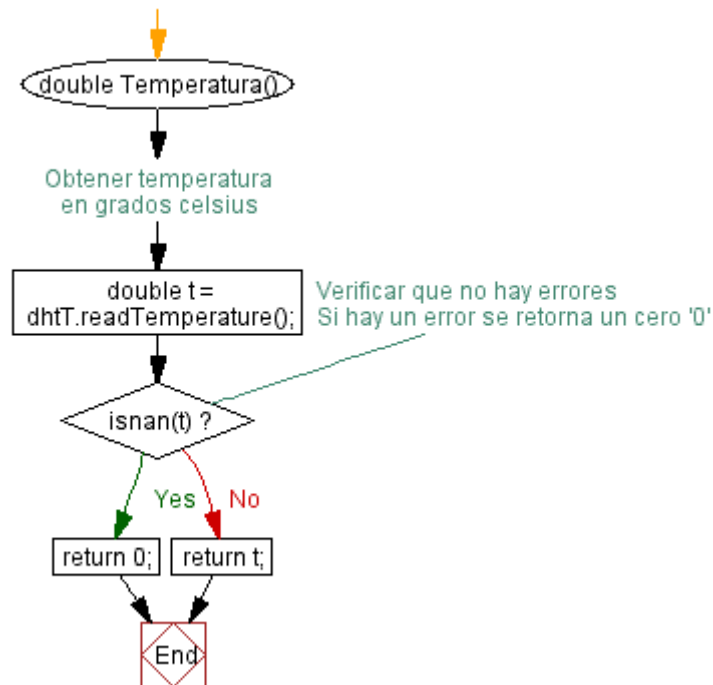 double Temperatura()
Obtener temperatura
en grados celsius
double t =
dhtT.readTemperature();
Verificar que no hay errores
Si hay un error se retorna un cero '0'
isnan(t) ?
Yes
No
return 0;
return t;
End